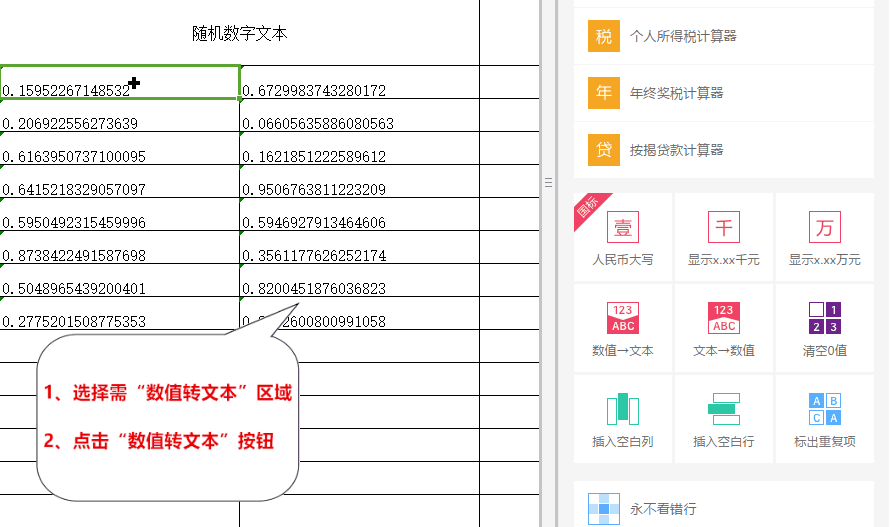 随机数字文本
0.15952267148532 0.6729983743280172
0.206922556273639 0.06605635886080563
0.6163950737100095 0.1621851222589612
0.6415218329057097 0.9506763811223209
0.5950492315459996 0.5946927913464606
0.8738422491587698 0.3561177626252174
0.5048965439200401 0.8200451876036823
0.2775201508775353
2600800991058
1、选择需“数值转文本”区域
2、点击“数值转文本”按钮
税 个人所得税计算器
年 年终奖税计算器
贷 按揭贷款计算器
国标
壹 千 万
人民币大写 显示x.xx千元 显示x.xx万元
123 123 1
ABC ABC 2 3
数值→文本 文本→数值 清空0值
A B
C A
插入空白列 插入空白行 标出重复项
永不看错行